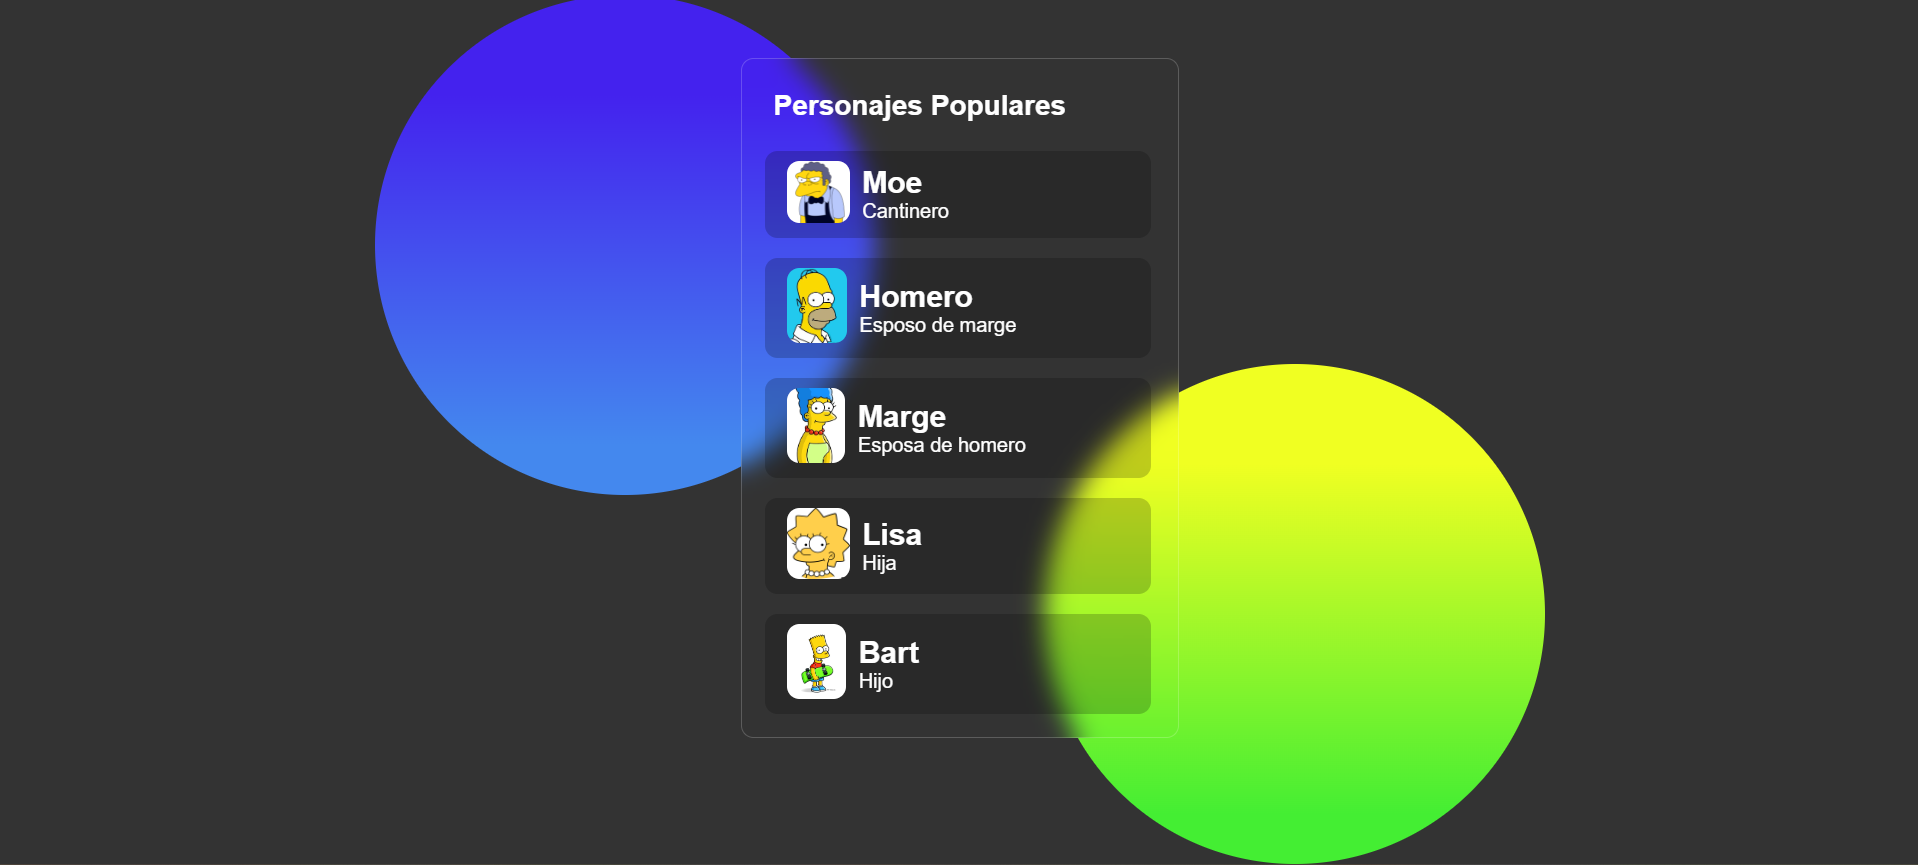 Personajes Populares
Moe
Cantinero
Homero
Esposo de marge
Marge
Esposa de homero
Lisa
Hija
Bart
Hijo